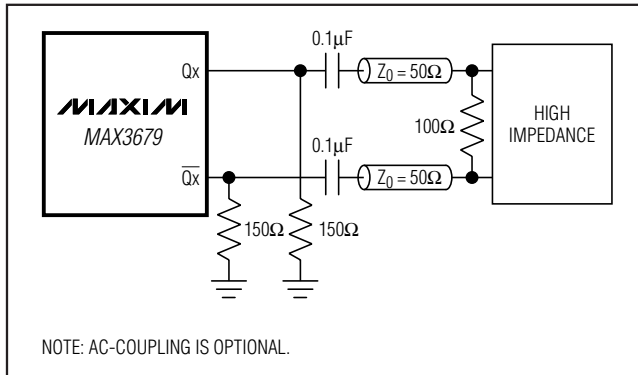 0.1µF
Qx
Z0 = 50Ω
MAXIM
MAX3679
100Ω
HIGH
IMPEDANCE
0.1µF
Qx
Z0 = 50Ω
150Ω
150Ω
NOTE: AC-COUPLING IS OPTIONAL.